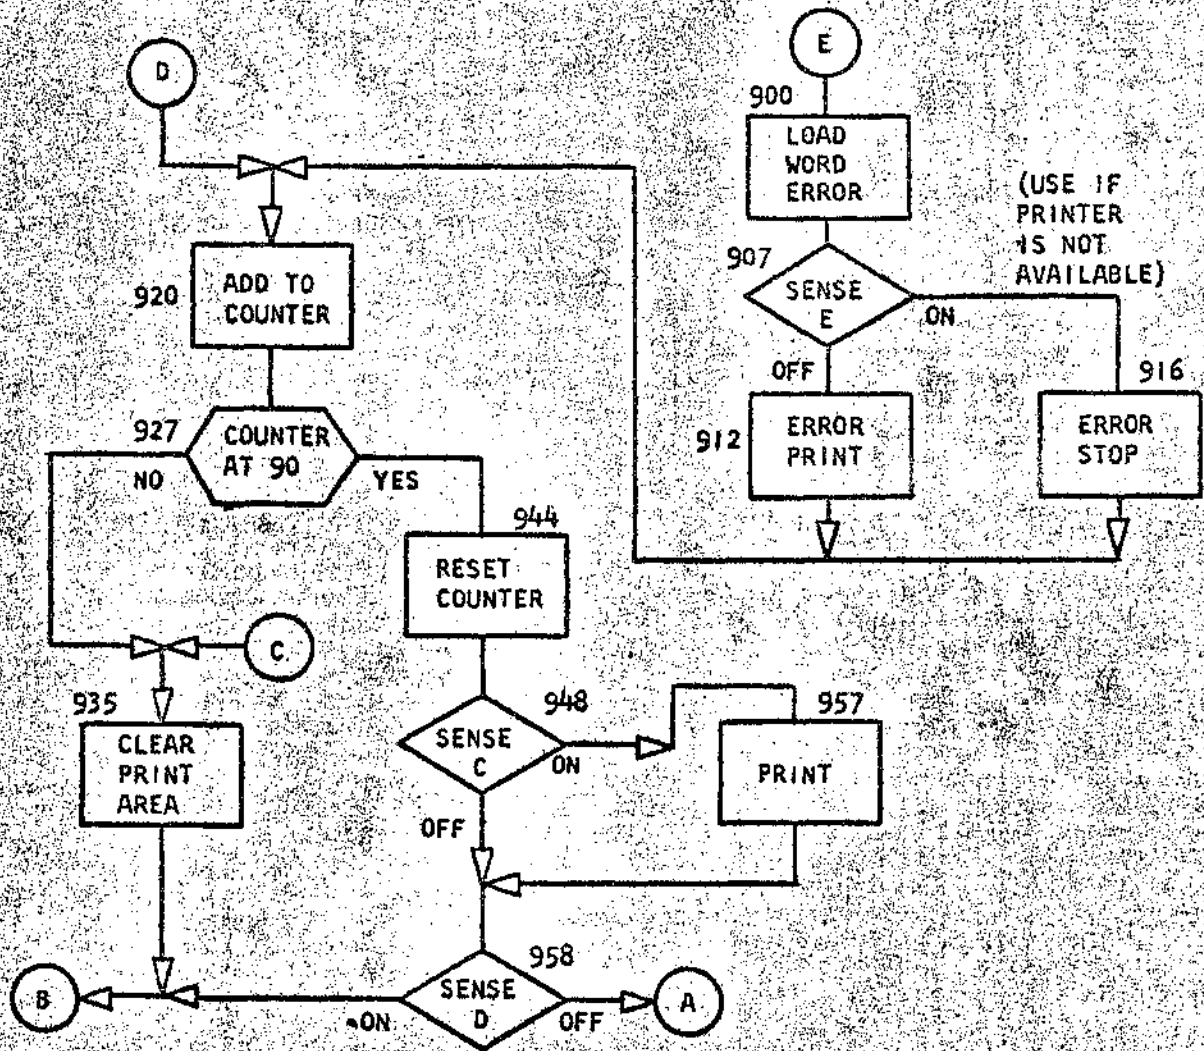 D
E
900
LOAD
WORD
ERROR
(USE IF
PRINTER
IS NOT
AVAILABLE)
907
SENSE
E
ON
OFF
920
ADD TO
COUNTER
916
912
ERROR
PRINT
ERROR
STOP
927
COUNTER
AT 90
NO
YES
944
RESET
COUNTER
C
935
CLEAR
PRINT
AREA
948
SENSE
C
ON
OFF
957
PRINT
958
SENSE
D
ON
OFF
B
A